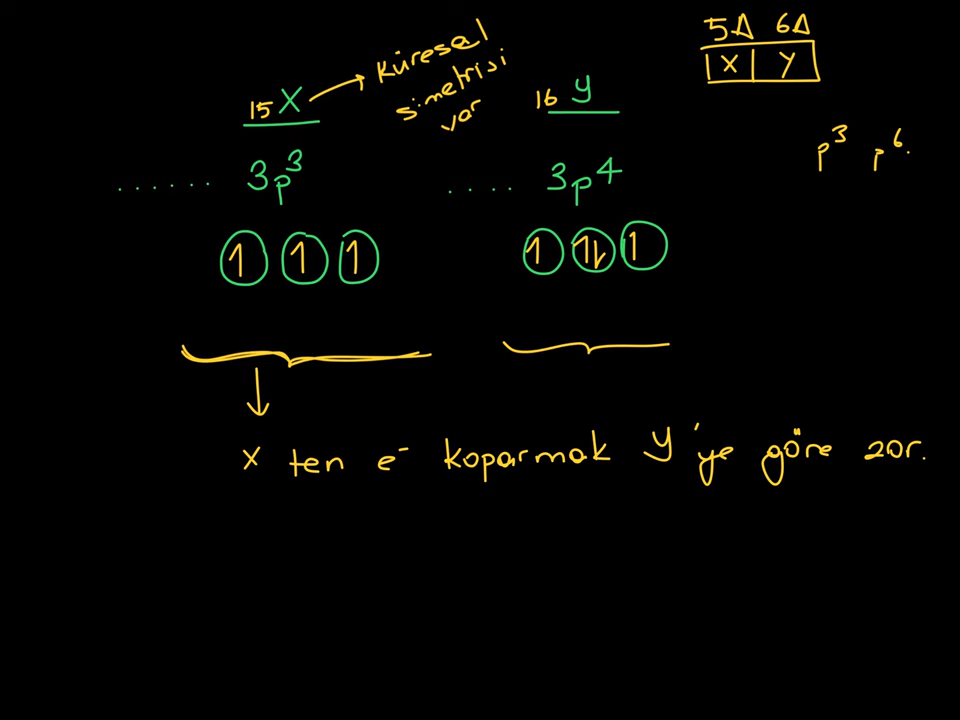 5A 6A
X Y
15X → Küresel
simetrisi
var
16 Y
p³ p⁶.
...... 3p³
.... 3p4
1 1 1
1 1⇂ 1
X ten e⁻ koparmak Y'ye göre zor.